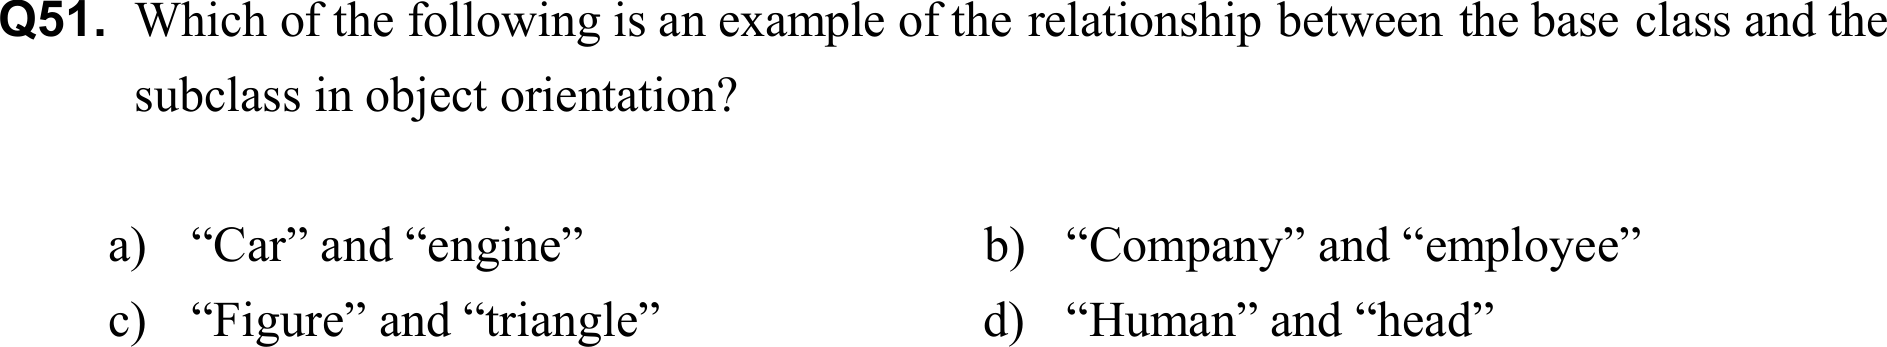 Q51. Which of the following is an example of the relationship between the base class and the
subclass in object orientation?
a) “Car” and “engine” b) “Company” and “employee”
c) “Figure” and “triangle” d) “Human” and “head”